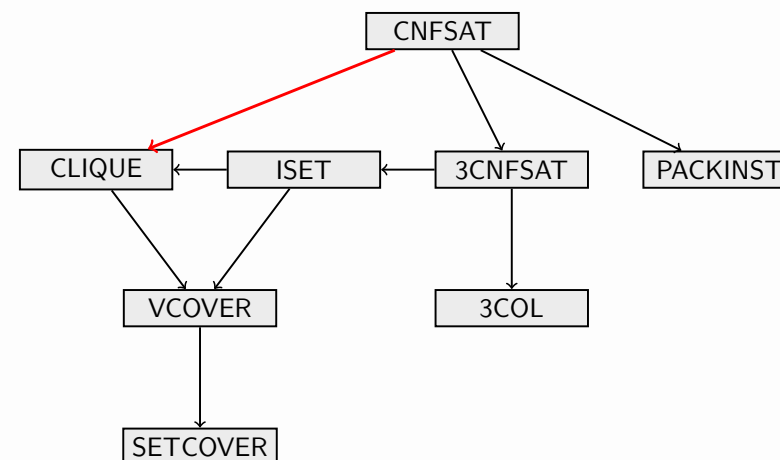 CNFSAT
CLIQUE
ISET
3CNFSAT
PACKINST
VCOVER
3COL
SETCOVER